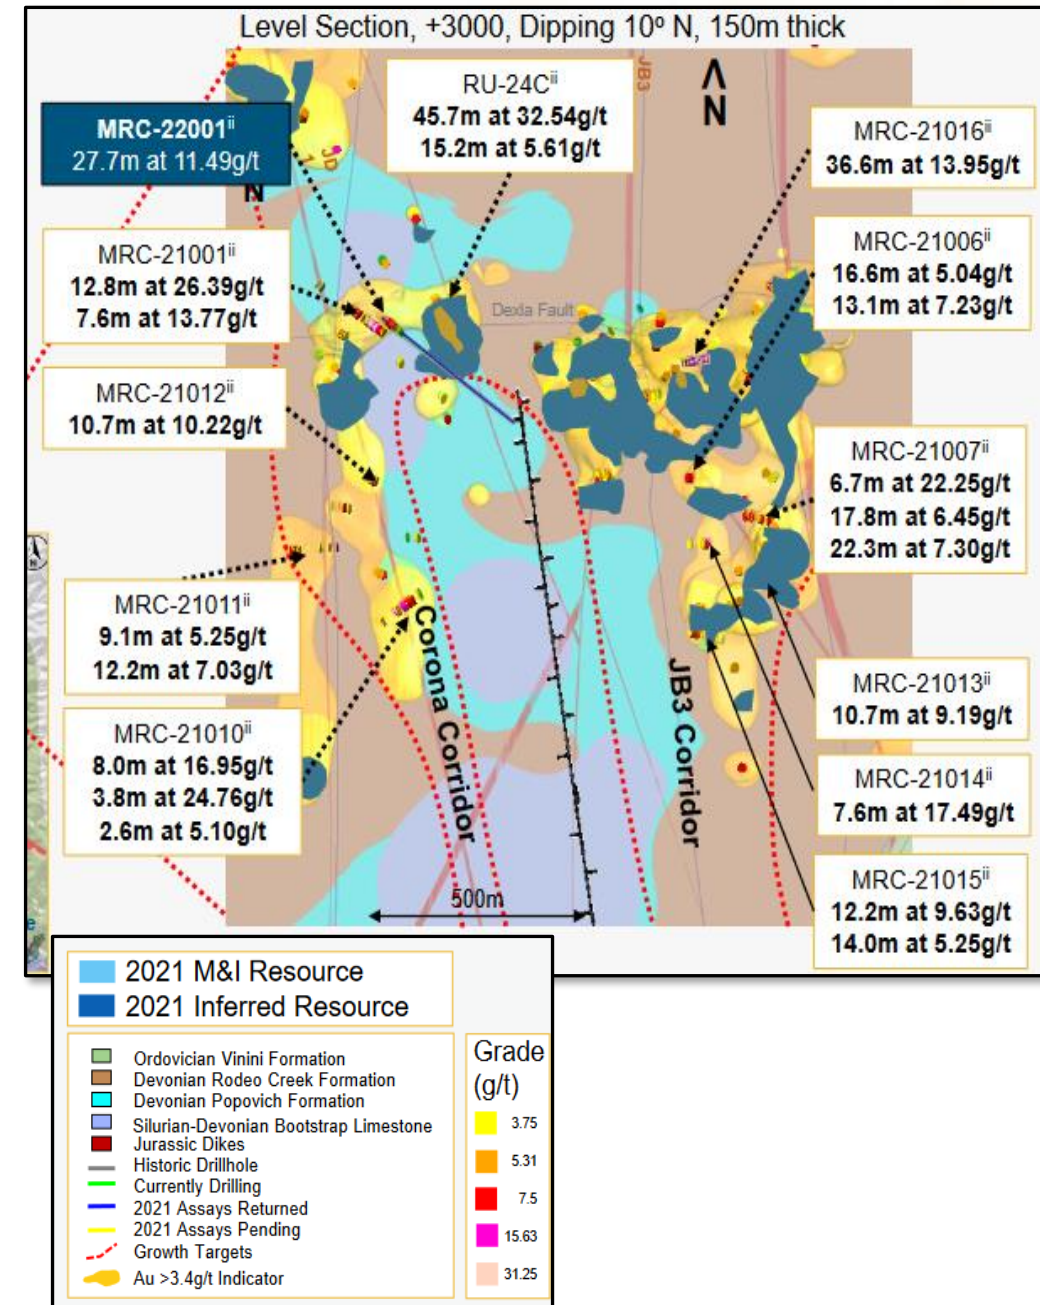 Level Section, +3000, Dipping 10º N, 150m thick
MRC-22001ii
27.7m at 11.49g/t
RU-24Cii
45.7m at 32.54g/t
15.2m at 5.61g/t
JB3
N
MRC-21016ii
36.6m at 13.95g/t
JD
N
MRC-21001ii
12.8m at 26.39g/t
7.6m at 13.77g/t
MRC-21006ii
16.6m at 5.04g/t
13.1m at 7.23g/t
Dexla Fault
MRC-21012ii
10.7m at 10.22g/t
MRC-21007ii
6.7m at 22.25g/t
17.8m at 6.45g/t
22.3m at 7.30g/t
MRC-21011ii
9.1m at 5.25g/t
12.2m at 7.03g/t
Corona Corridor
JB3 Corridor
MRC-21013ii
10.7m at 9.19g/t
MRC-21010ii
8.0m at 16.95g/t
3.8m at 24.76g/t
2.6m at 5.10g/t
MRC-21014ii
7.6m at 17.49g/t
MRC-21015ii
12.2m at 9.63g/t
14.0m at 5.25g/t
500m
e
2021 M&I Resource
2021 Inferred Resource
Ordovician Vinini Formation
Devonian Rodeo Creek Formation
Devonian Popovich Formation
Silurian-Devonian Bootstrap Limestone
Jurassic Dikes
Historic Drillhole
Currently Drilling
2021 Assays Returned
2021 Assays Pending
Growth Targets
Au >3.4g/t Indicator
Grade
(g/t)
3.75
5.31
7.5
15.63
31.25